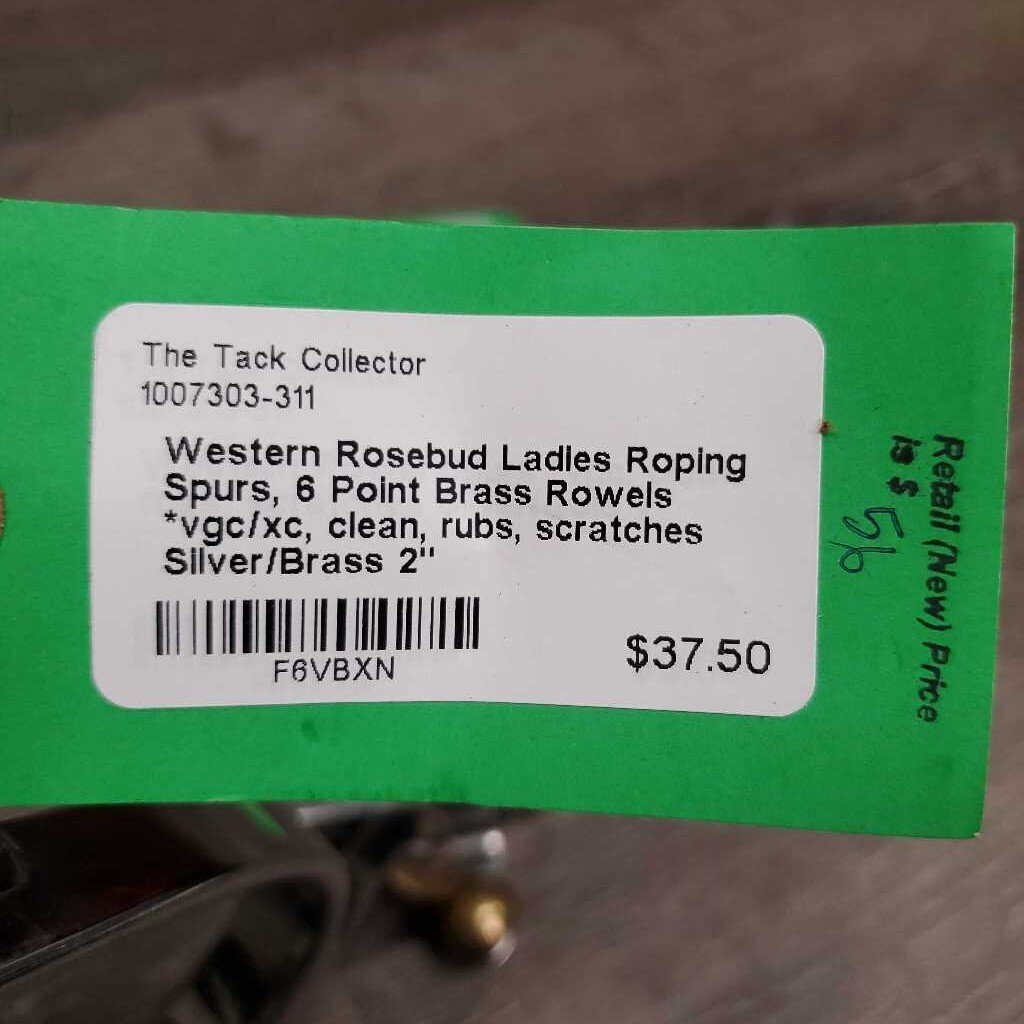 The Tack Collector
1007303-311
Western Rosebud Ladies Roping
Spurs, 6 Point Brass Rowels
*vgc/xc, clean, rubs, scratches
Silver/Brass 2"
F6VBXN
$37.50
Retail (New) Price
is $
56